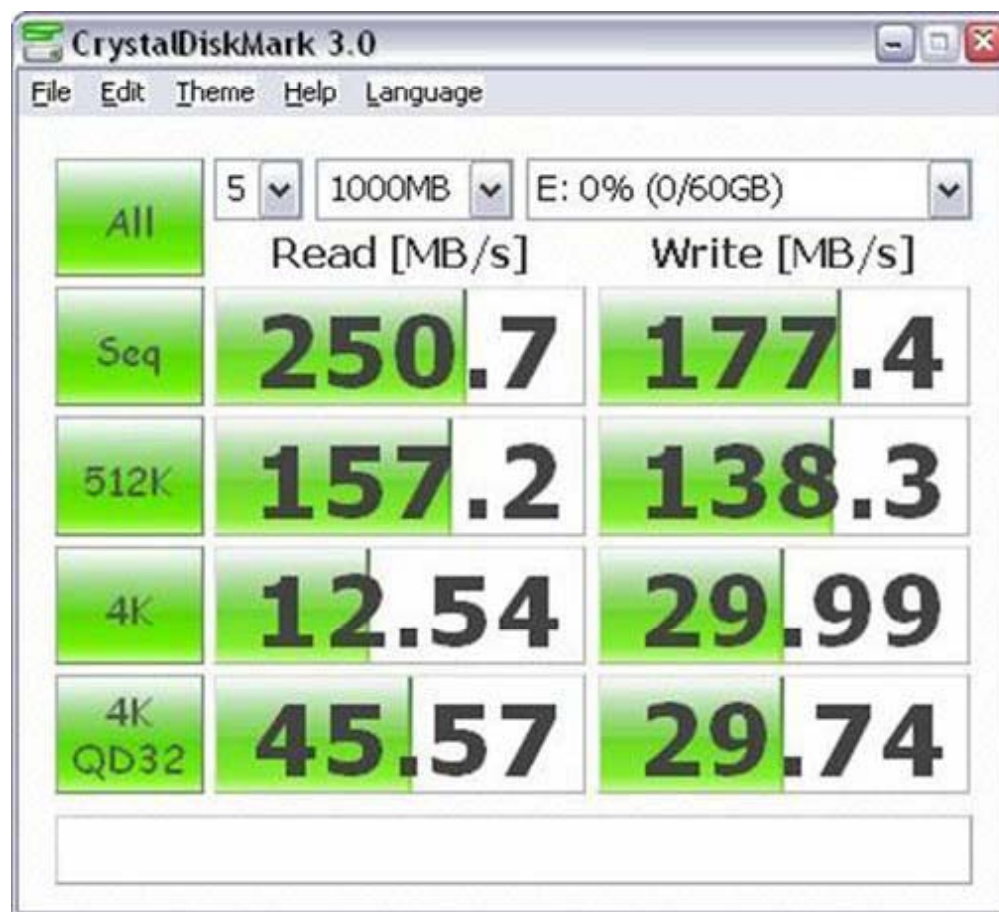 CrystalDiskMark 3.0
File Edit Theme Help Language
All 5 1000MB E: 0% (0/60GB)
Read [MB/s] Write [MB/s]
Seq 250.7 177.4
512K 157.2 138.3
4K 12.54 29.99
4K
QD32 45.57 29.74